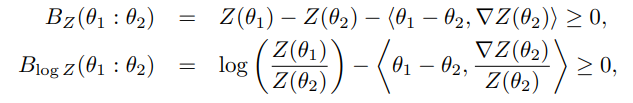 B_Z(θ_1 : θ_2) = Z(θ_1) − Z(θ_2) − ⟨θ_1 − θ_2, ∇Z(θ_2)⟩ ≥ 0,
B_{log Z}(θ_1 : θ_2) = log(Z(θ_1)/Z(θ_2)) − ⟨θ_1 − θ_2, ∇Z(θ_2)/Z(θ_2)⟩ ≥ 0,